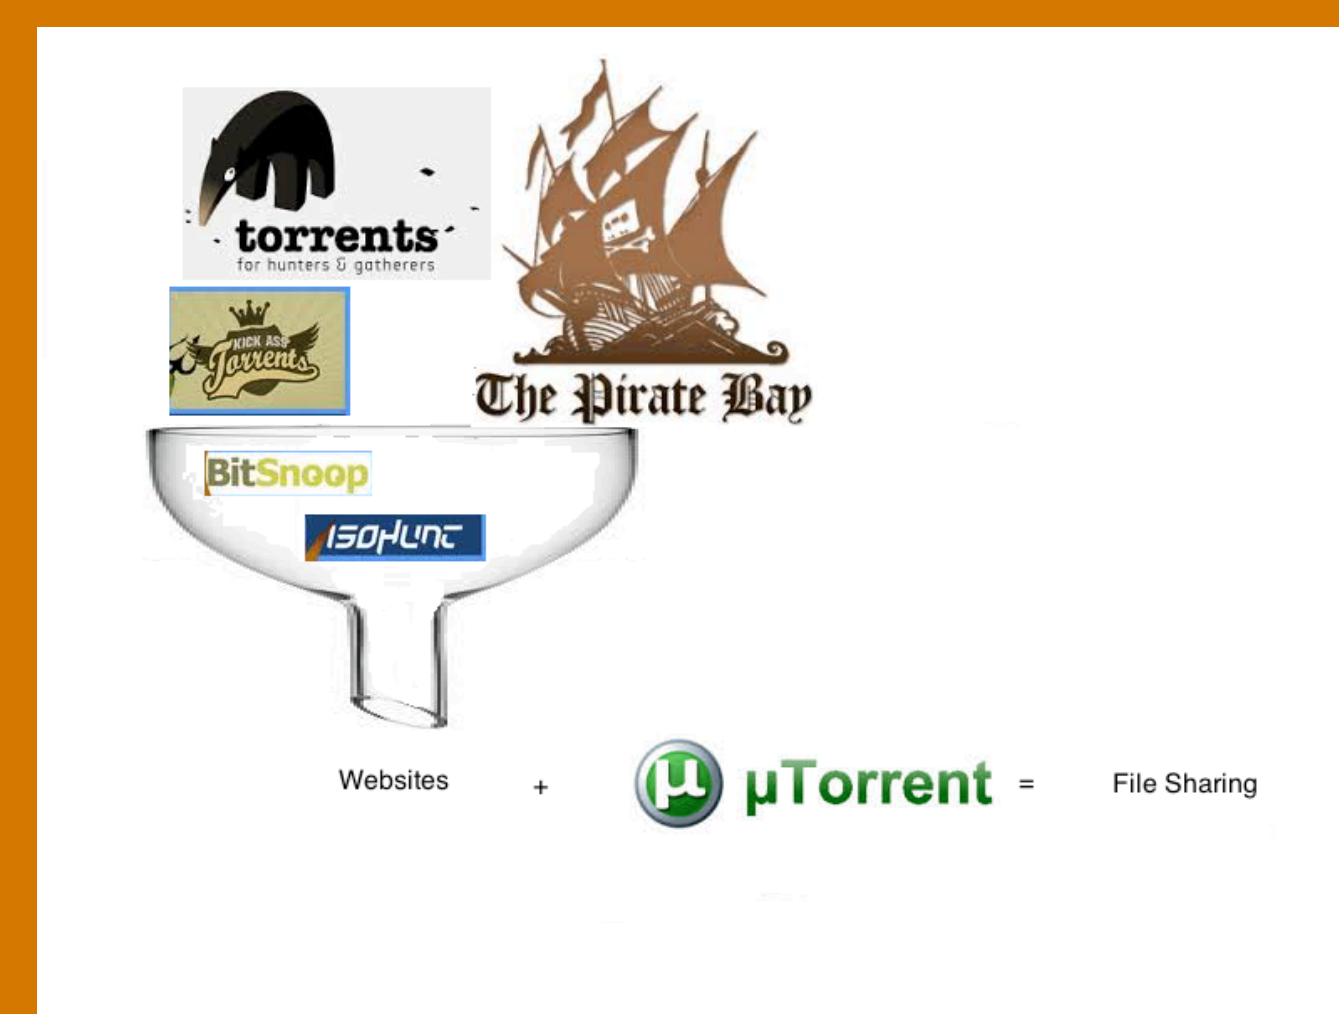 torrents
for hunters & gatherers
KICK ASS
Torrents
The Pirate Bay
BitSnoop
ISOHUNT
Websites + µ µTorrent = File Sharing